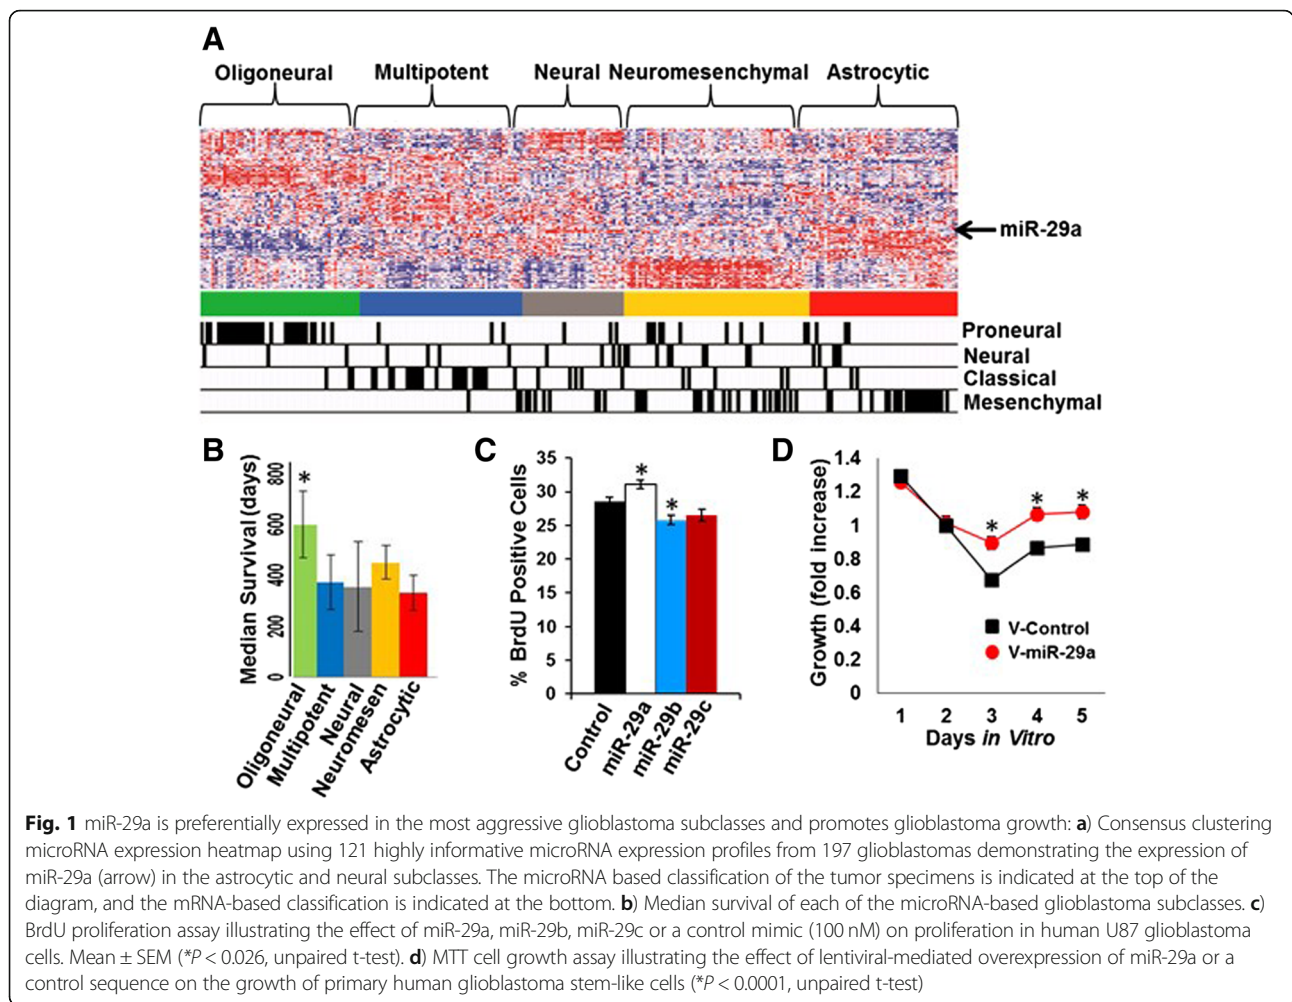 A
Oligoneural Multipotent Neural Neuromesenchymal Astrocytic
miR-29a
Proneural
Neural
Classical
Mesenchymal
B
Median Survival (days)
800
600
400
200
0
*
Oligoneural
Multipotent
Neural
Neuromesen
Astrocytic
C
% BrdU Positive Cells
35
30
25
20
15
10
5
0
*
*
Control
miR-29a
miR-29b
miR-29c
D
Growth (fold increase)
1.4
1.2
1
0.8
0.6
0.4
0.2
0
* * *
V-Control
V-miR-29a
1 2 3 4 5
Days in Vitro
Fig. 1 miR-29a is preferentially expressed in the most aggressive glioblastoma subclasses and promotes glioblastoma growth: a) Consensus clustering
microRNA expression heatmap using 121 highly informative microRNA expression profiles from 197 glioblastomas demonstrating the expression of
miR-29a (arrow) in the astrocytic and neural subclasses. The microRNA based classification of the tumor specimens is indicated at the top of the
diagram, and the mRNA-based classification is indicated at the bottom. b) Median survival of each of the microRNA-based glioblastoma subclasses. c)
BrdU proliferation assay illustrating the effect of miR-29a, miR-29b, miR-29c or a control mimic (100 nM) on proliferation in human U87 glioblastoma
cells. Mean ± SEM (*P < 0.026, unpaired t-test). d) MTT cell growth assay illustrating the effect of lentiviral-mediated overexpression of miR-29a or a
control sequence on the growth of primary human glioblastoma stem-like cells (*P < 0.0001, unpaired t-test)